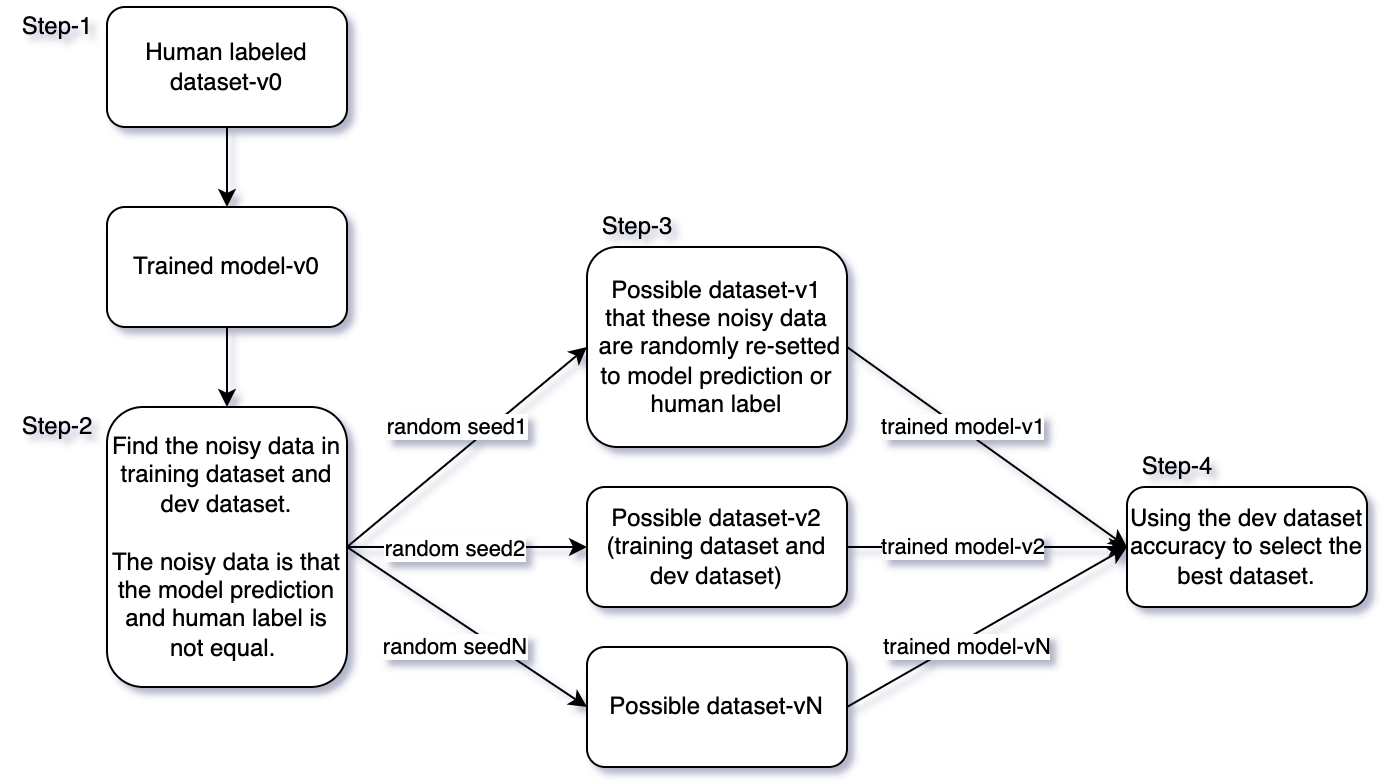 Step-1
Human labeled
dataset-v0
Trained model-v0
Step-2
Find the noisy data in
training dataset and
dev dataset.
The noisy data is that
the model prediction
and human label is
not equal.
random seed1
random seed2
random seedN
Step-3
Possible dataset-v1
that these noisy data
are randomly re-setted
to model prediction or
human label
Possible dataset-v2
(training dataset and
dev dataset)
Possible dataset-vN
trained model-v1
trained model-v2
trained model-vN
Step-4
Using the dev dataset
accuracy to select the
best dataset.